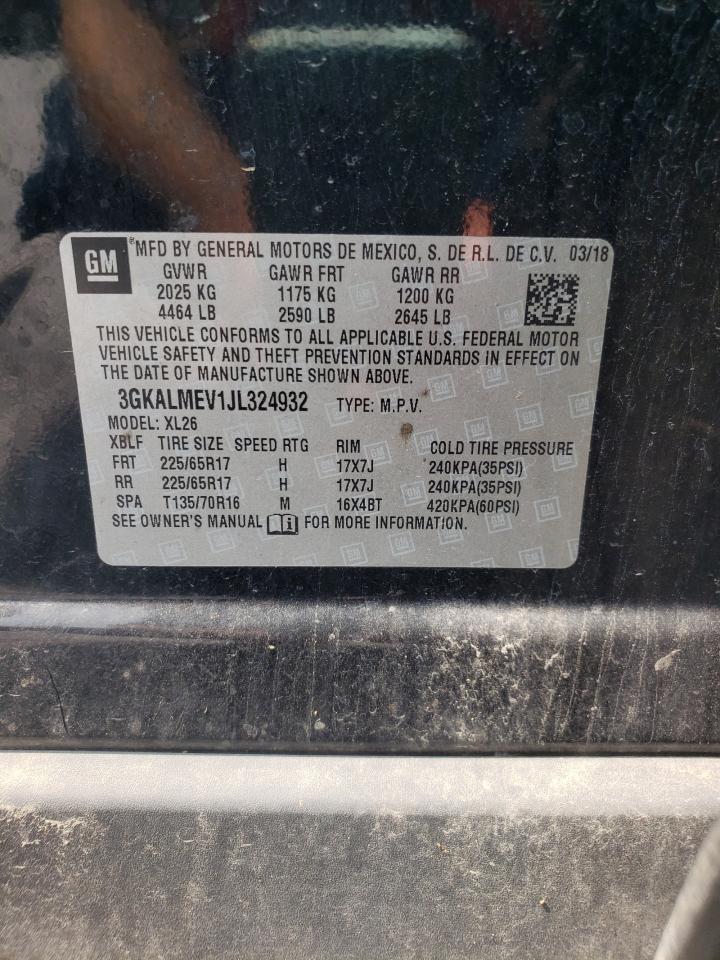 GM ® MFD BY GENERAL MOTORS DE MEXICO, S. DE R.L. DE C.V. 03/18
GVWR GAWR FRT GAWR RR
2025 KG 1175 KG 1200 KG
4464 LB 2590 LB 2645 LB
THIS VEHICLE CONFORMS TO ALL APPLICABLE U.S. FEDERAL MOTOR
VEHICLE SAFETY AND THEFT PREVENTION STANDARDS IN EFFECT ON
THE DATE OF MANUFACTURE SHOWN ABOVE.
3GKALMEV1JL324932 TYPE: M.P.V.
MODEL: XL26
XBLF TIRE SIZE SPEED RTG RIM COLD TIRE PRESSURE
FRT 225/65R17 H 17X7J 240KPA(35PSI)
RR 225/65R17 H 17X7J 240KPA(35PSI)
SPA T135/70R16 M 16X4BT 420KPA(60PSI)
SEE OWNER'S MANUAL FOR MORE INFORMATION.